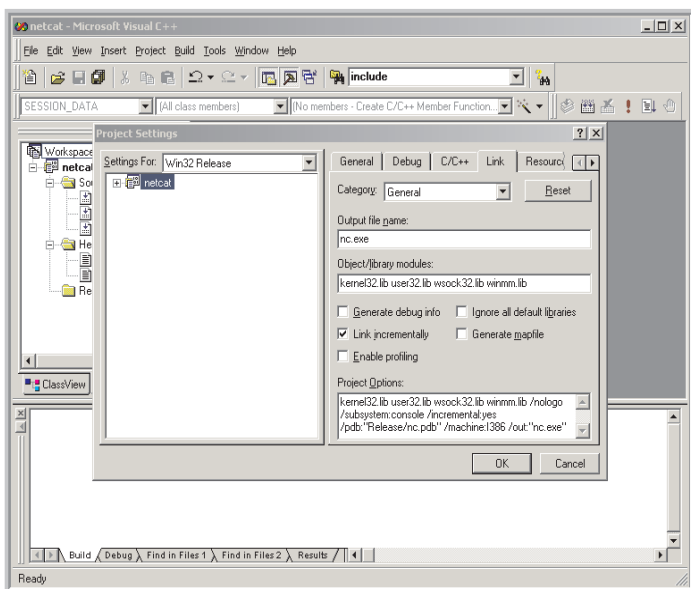 netcat - Microsoft Visual C++
File Edit View Insert Project Build Tools Window Help
include
SESSION_DATA (All class members) (No members - Create C/C++ Member Function...
Project Settings
Workspace
netcat
Sou
He
Re
ClassView
Settings For: Win32 Release
netcat
General Debug C/C++ Link Resourc
Category: General Reset
Output file name:
nc.exe
Object/library modules:
kernel32.lib user32.lib wsock32.lib winmm.lib
Generate debug info Ignore all default libraries
Link incrementally Generate mapfile
Enable profiling
Project Options:
kernel32.lib user32.lib wsock32.lib winmm.lib /nologo
/subsystem:console /incremental:yes
/pdb:"Release/nc.pdb" /machine:I386 /out:"nc.exe"
OK Cancel
Build Debug Find in Files 1 Find in Files 2 Results
Ready